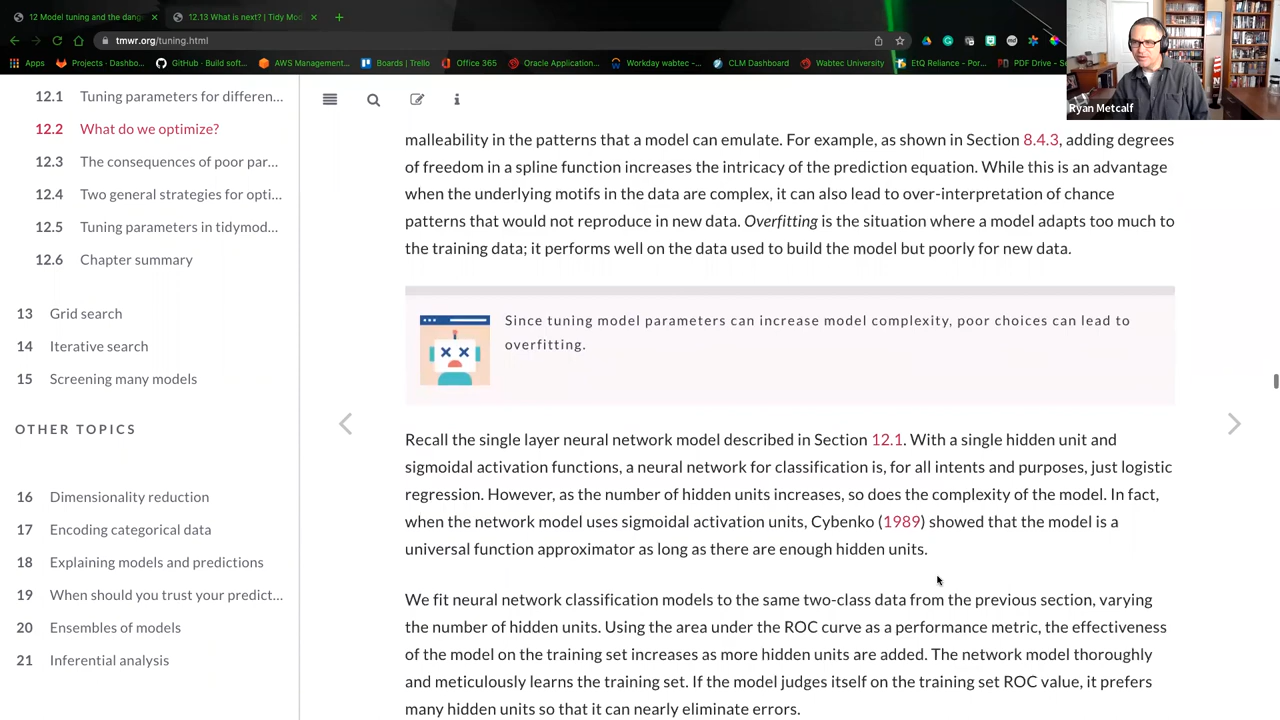 12 Model tuning and the dang
12.13 What is next? | Tidy Mo
tmwr.org/tuning.html
Apps
Projects - Dashbo...
GitHub - Build soft...
AWS Management...
Boards | Trello
Office 365
Oracle Application...
Workday wabtec -...
CLM Dashboard
Wabtec University
EtQ Reliance - Por...
PDF Drive - Se
Ryan Metcalf
12.1 Tuning parameters for differen...
12.2 What do we optimize?
12.3 The consequences of poor par...
12.4 Two general strategies for opti...
12.5 Tuning parameters in tidymod...
12.6 Chapter summary
13 Grid search
14 Iterative search
15 Screening many models
OTHER TOPICS
16 Dimensionality reduction
17 Encoding categorical data
18 Explaining models and predictions
19 When should you trust your predict...
20 Ensembles of models
21 Inferential analysis
malleability in the patterns that a model can emulate. For example, as shown in Section 8.4.3, adding degrees
of freedom in a spline function increases the intricacy of the prediction equation. While this is an advantage
when the underlying motifs in the data are complex, it can also lead to over-interpretation of chance
patterns that would not reproduce in new data. Overfitting is the situation where a model adapts too much to
the training data; it performs well on the data used to build the model but poorly for new data.
Since tuning model parameters can increase model complexity, poor choices can lead to
overfitting.
Recall the single layer neural network model described in Section 12.1. With a single hidden unit and
sigmoidal activation functions, a neural network for classification is, for all intents and purposes, just logistic
regression. However, as the number of hidden units increases, so does the complexity of the model. In fact,
when the network model uses sigmoidal activation units, Cybenko (1989) showed that the model is a
universal function approximator as long as there are enough hidden units.
We fit neural network classification models to the same two-class data from the previous section, varying
the number of hidden units. Using the area under the ROC curve as a performance metric, the effectiveness
of the model on the training set increases as more hidden units are added. The network model thoroughly
and meticulously learns the training set. If the model judges itself on the training set ROC value, it prefers
many hidden units so that it can nearly eliminate errors.